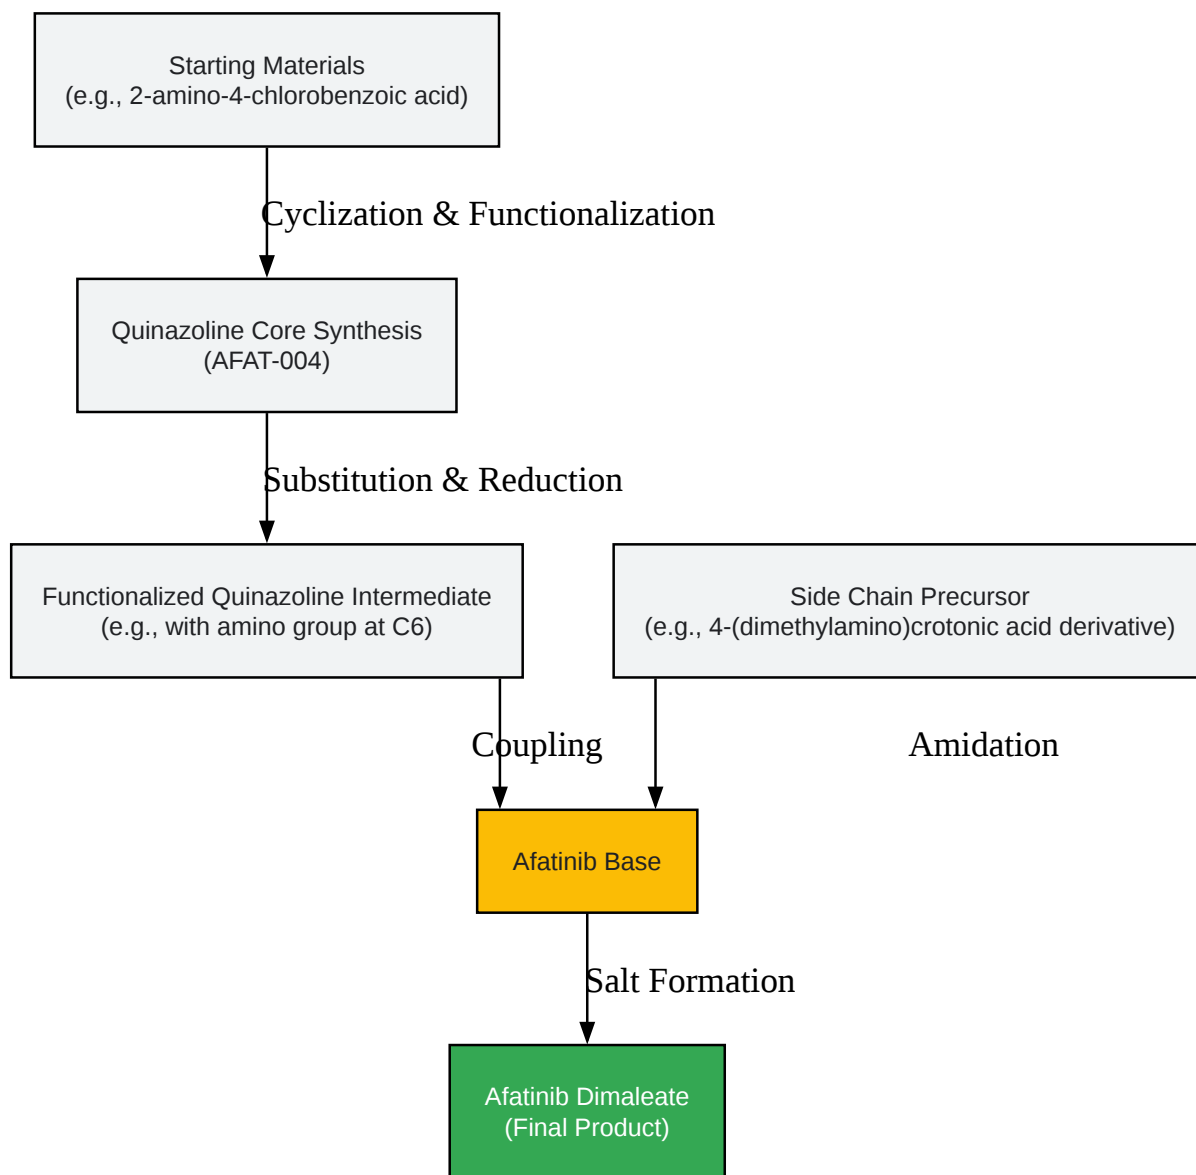 Starting Materials
(e.g., 2-amino-4-chlorobenzoic acid)
Cyclization & Functionalization
Quinazoline Core Synthesis
(AFAT-004)
Substitution & Reduction
Functionalized Quinazoline Intermediate
(e.g., with amino group at C6)
Side Chain Precursor
(e.g., 4-(dimethylamino)crotonic acid derivative)
Coupling
Amidation
Afatinib Base
Salt Formation
Afatinib Dimaleate
(Final Product)